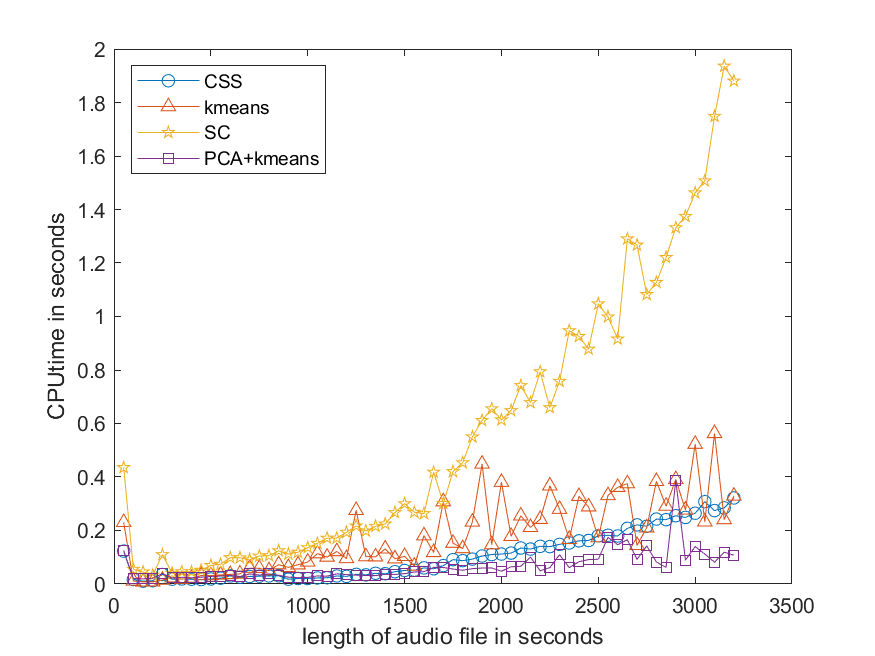 2
1.8
1.6
1.4
1.2
1
0.8
0.6
0.4
0.2
0
CPUtime in seconds
CSS
kmeans
SC
PCA+kmeans
0 500 1000 1500 2000 2500 3000 3500
length of audio file in seconds